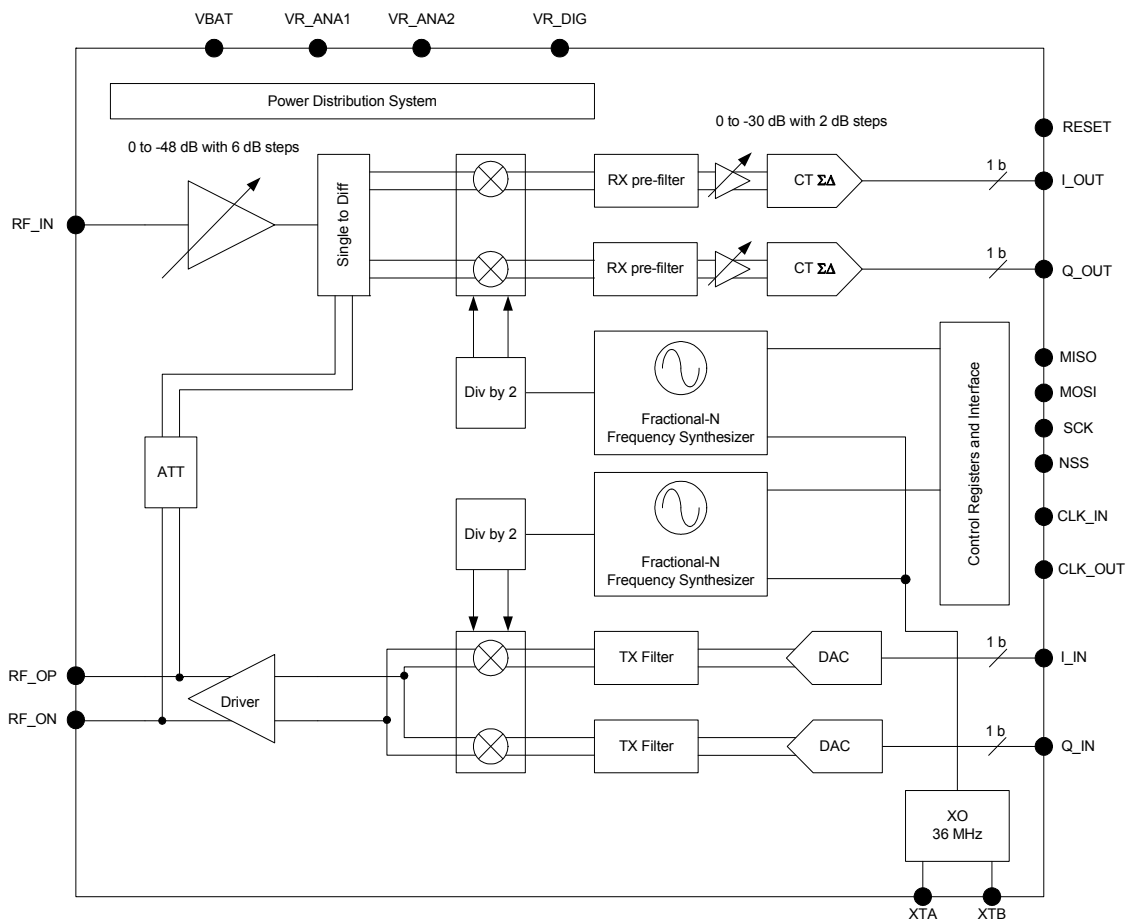 VBAT
VR_ANA1
VR_ANA2
VR_DIG
Power Distribution System
0 to -48 dB with 6 dB steps
0 to -30 dB with 2 dB steps
RESET
RF_IN
Single to Diff
RX pre-filter
CT ΣΔ
1 b
I_OUT
RX pre-filter
CT ΣΔ
1 b
Q_OUT
Div by 2
Fractional-N
Frequency Synthesizer
Control Registers and Interface
MISO
MOSI
SCK
NSS
CLK_IN
CLK_OUT
ATT
Div by 2
Fractional-N
Frequency Synthesizer
RF_OP
RF_ON
Driver
TX Filter
DAC
1 b
I_IN
TX Filter
DAC
1 b
Q_IN
XO
36 MHz
XTA
XTB